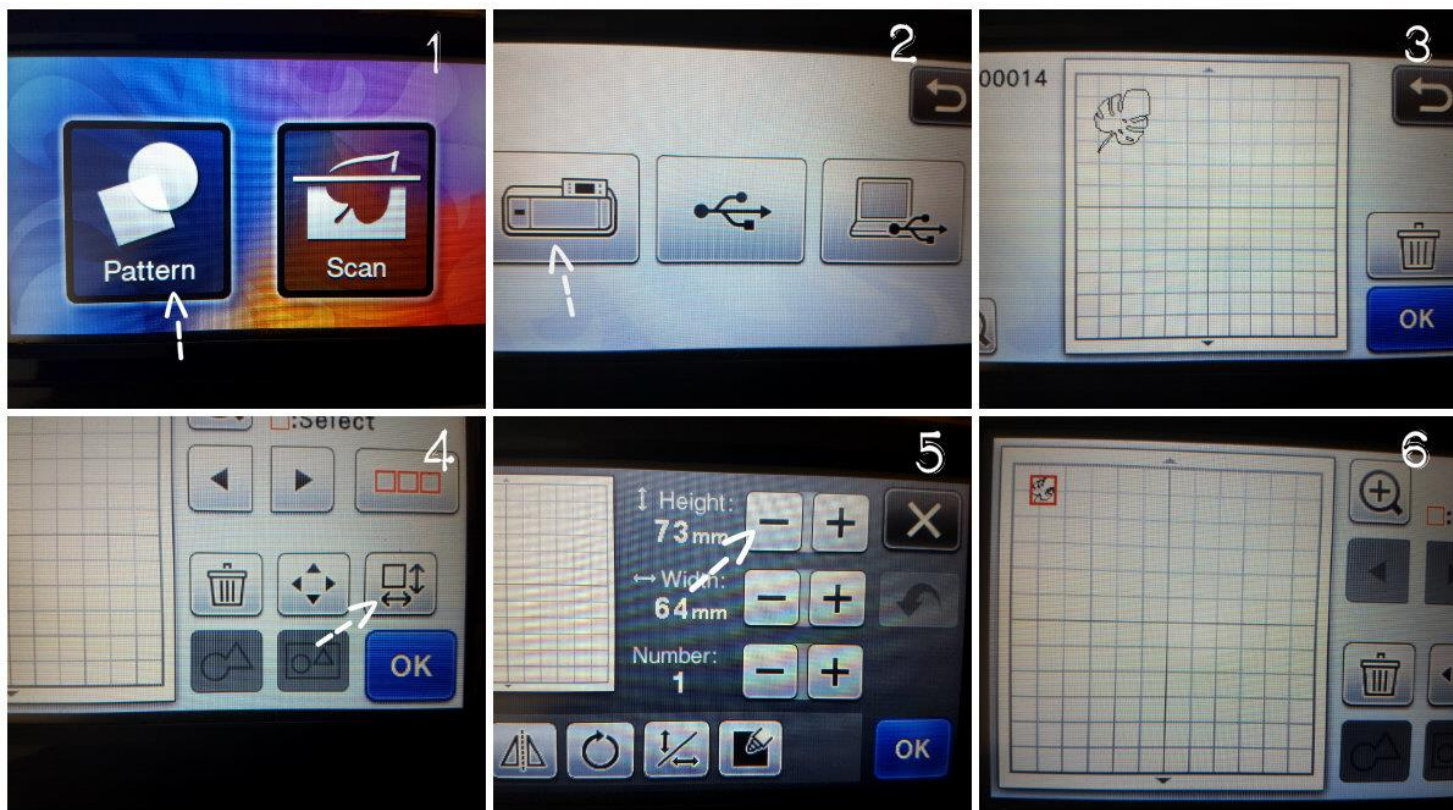 1
Pattern
Scan
2
3
00014
OK
4
:Select
OK
5
Height:
73mm
Width:
64mm
Number:
1
OK
6